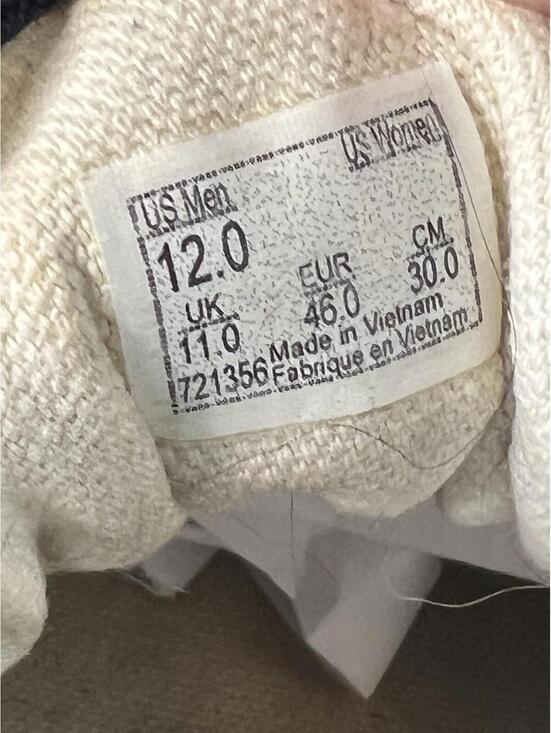 US Men US Women
12.0
UK EUR CM
11.0 46.0 30.0
721356 Made in Vietnam
Fabrique en Vietnam